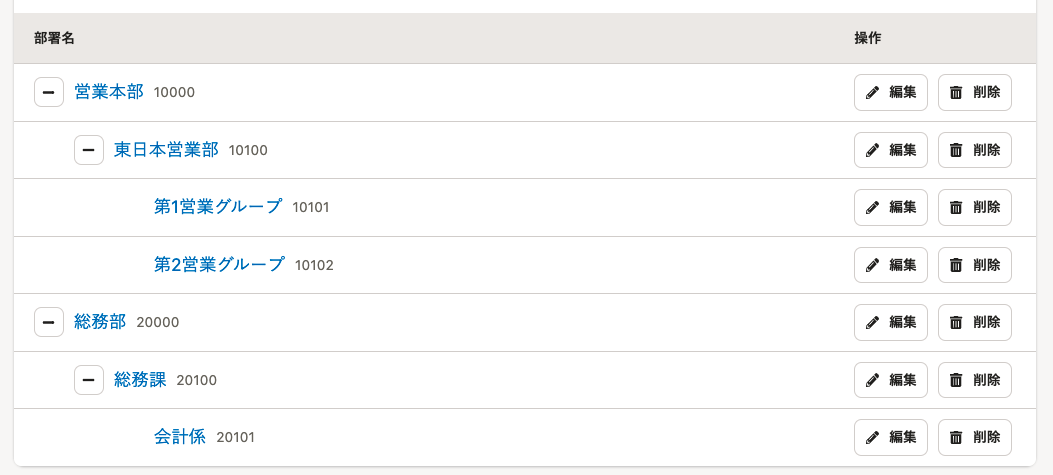 部署名 操作
営業本部 10000 編集 削除
東日本営業部 10100 編集 削除
第1営業グループ 10101 編集 削除
第2営業グループ 10102 編集 削除
総務部 20000 編集 削除
総務課 20100 編集 削除
会計係 20101 編集 削除